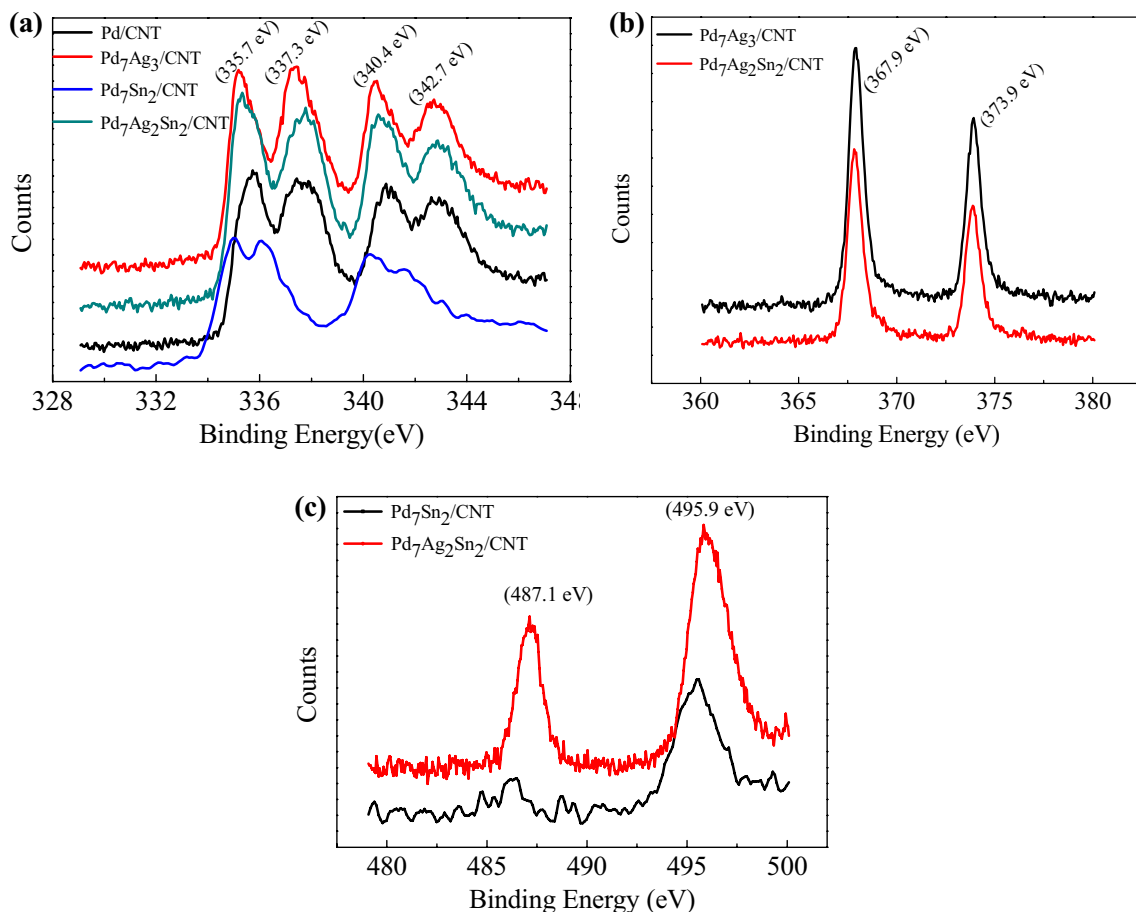 (a)
Pd/CNT
Pd₇Ag₃/CNT
Pd₇Sn₂/CNT
Pd₇Ag₂Sn₂/CNT
(335.7 eV)
(337.3 eV)
(340.4 eV)
(342.7 eV)
Counts
328 332 336 340 344 348
Binding Energy(eV)
(b)
Pd₇Ag₃/CNT
Pd₇Ag₂Sn₂/CNT
(367.9 eV)
(373.9 eV)
Counts
360 365 370 375 380
Binding Energy (eV)
(c)
Pd₇Sn₂/CNT
Pd₇Ag₂Sn₂/CNT
(495.9 eV)
(487.1 eV)
Counts
480 485 490 495 500
Binding Energy (eV)